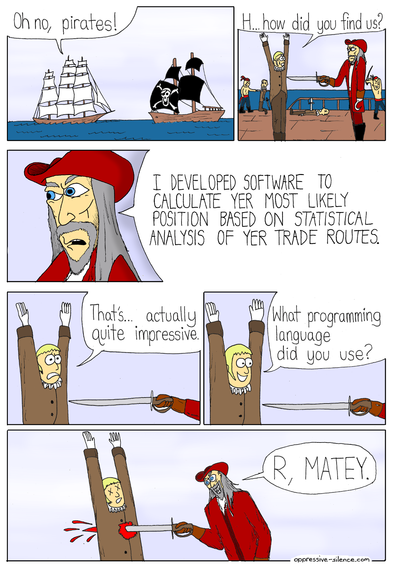 Oh no, pirates!
H... how did you find us?
I DEVELOPED SOFTWARE TO
CALCULATE YER MOST LIKELY
POSITION BASED ON STATISTICAL
ANALYSIS OF YER TRADE ROUTES.
That's... actually
quite impressive.
What programming
language
did you use?
R, MATEY.
oppressive-silence.com